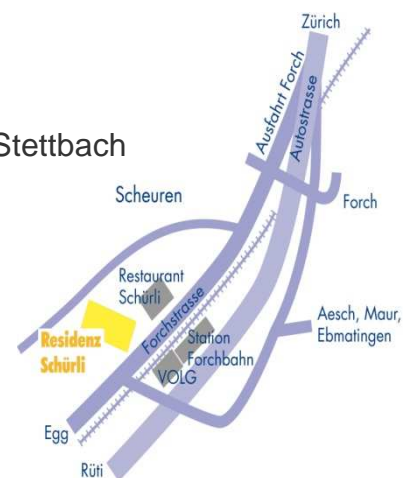 Zürich
Ausfahrt Forch
Autostrasse
Stettbach
Scheuren
Forch
Restaurant
Schürli
Forchstrasse
Aesch, Maur,
Ebmatingen
Residenz
Schürli
Station
Forchbahn
VOLG
Egg
Rüti